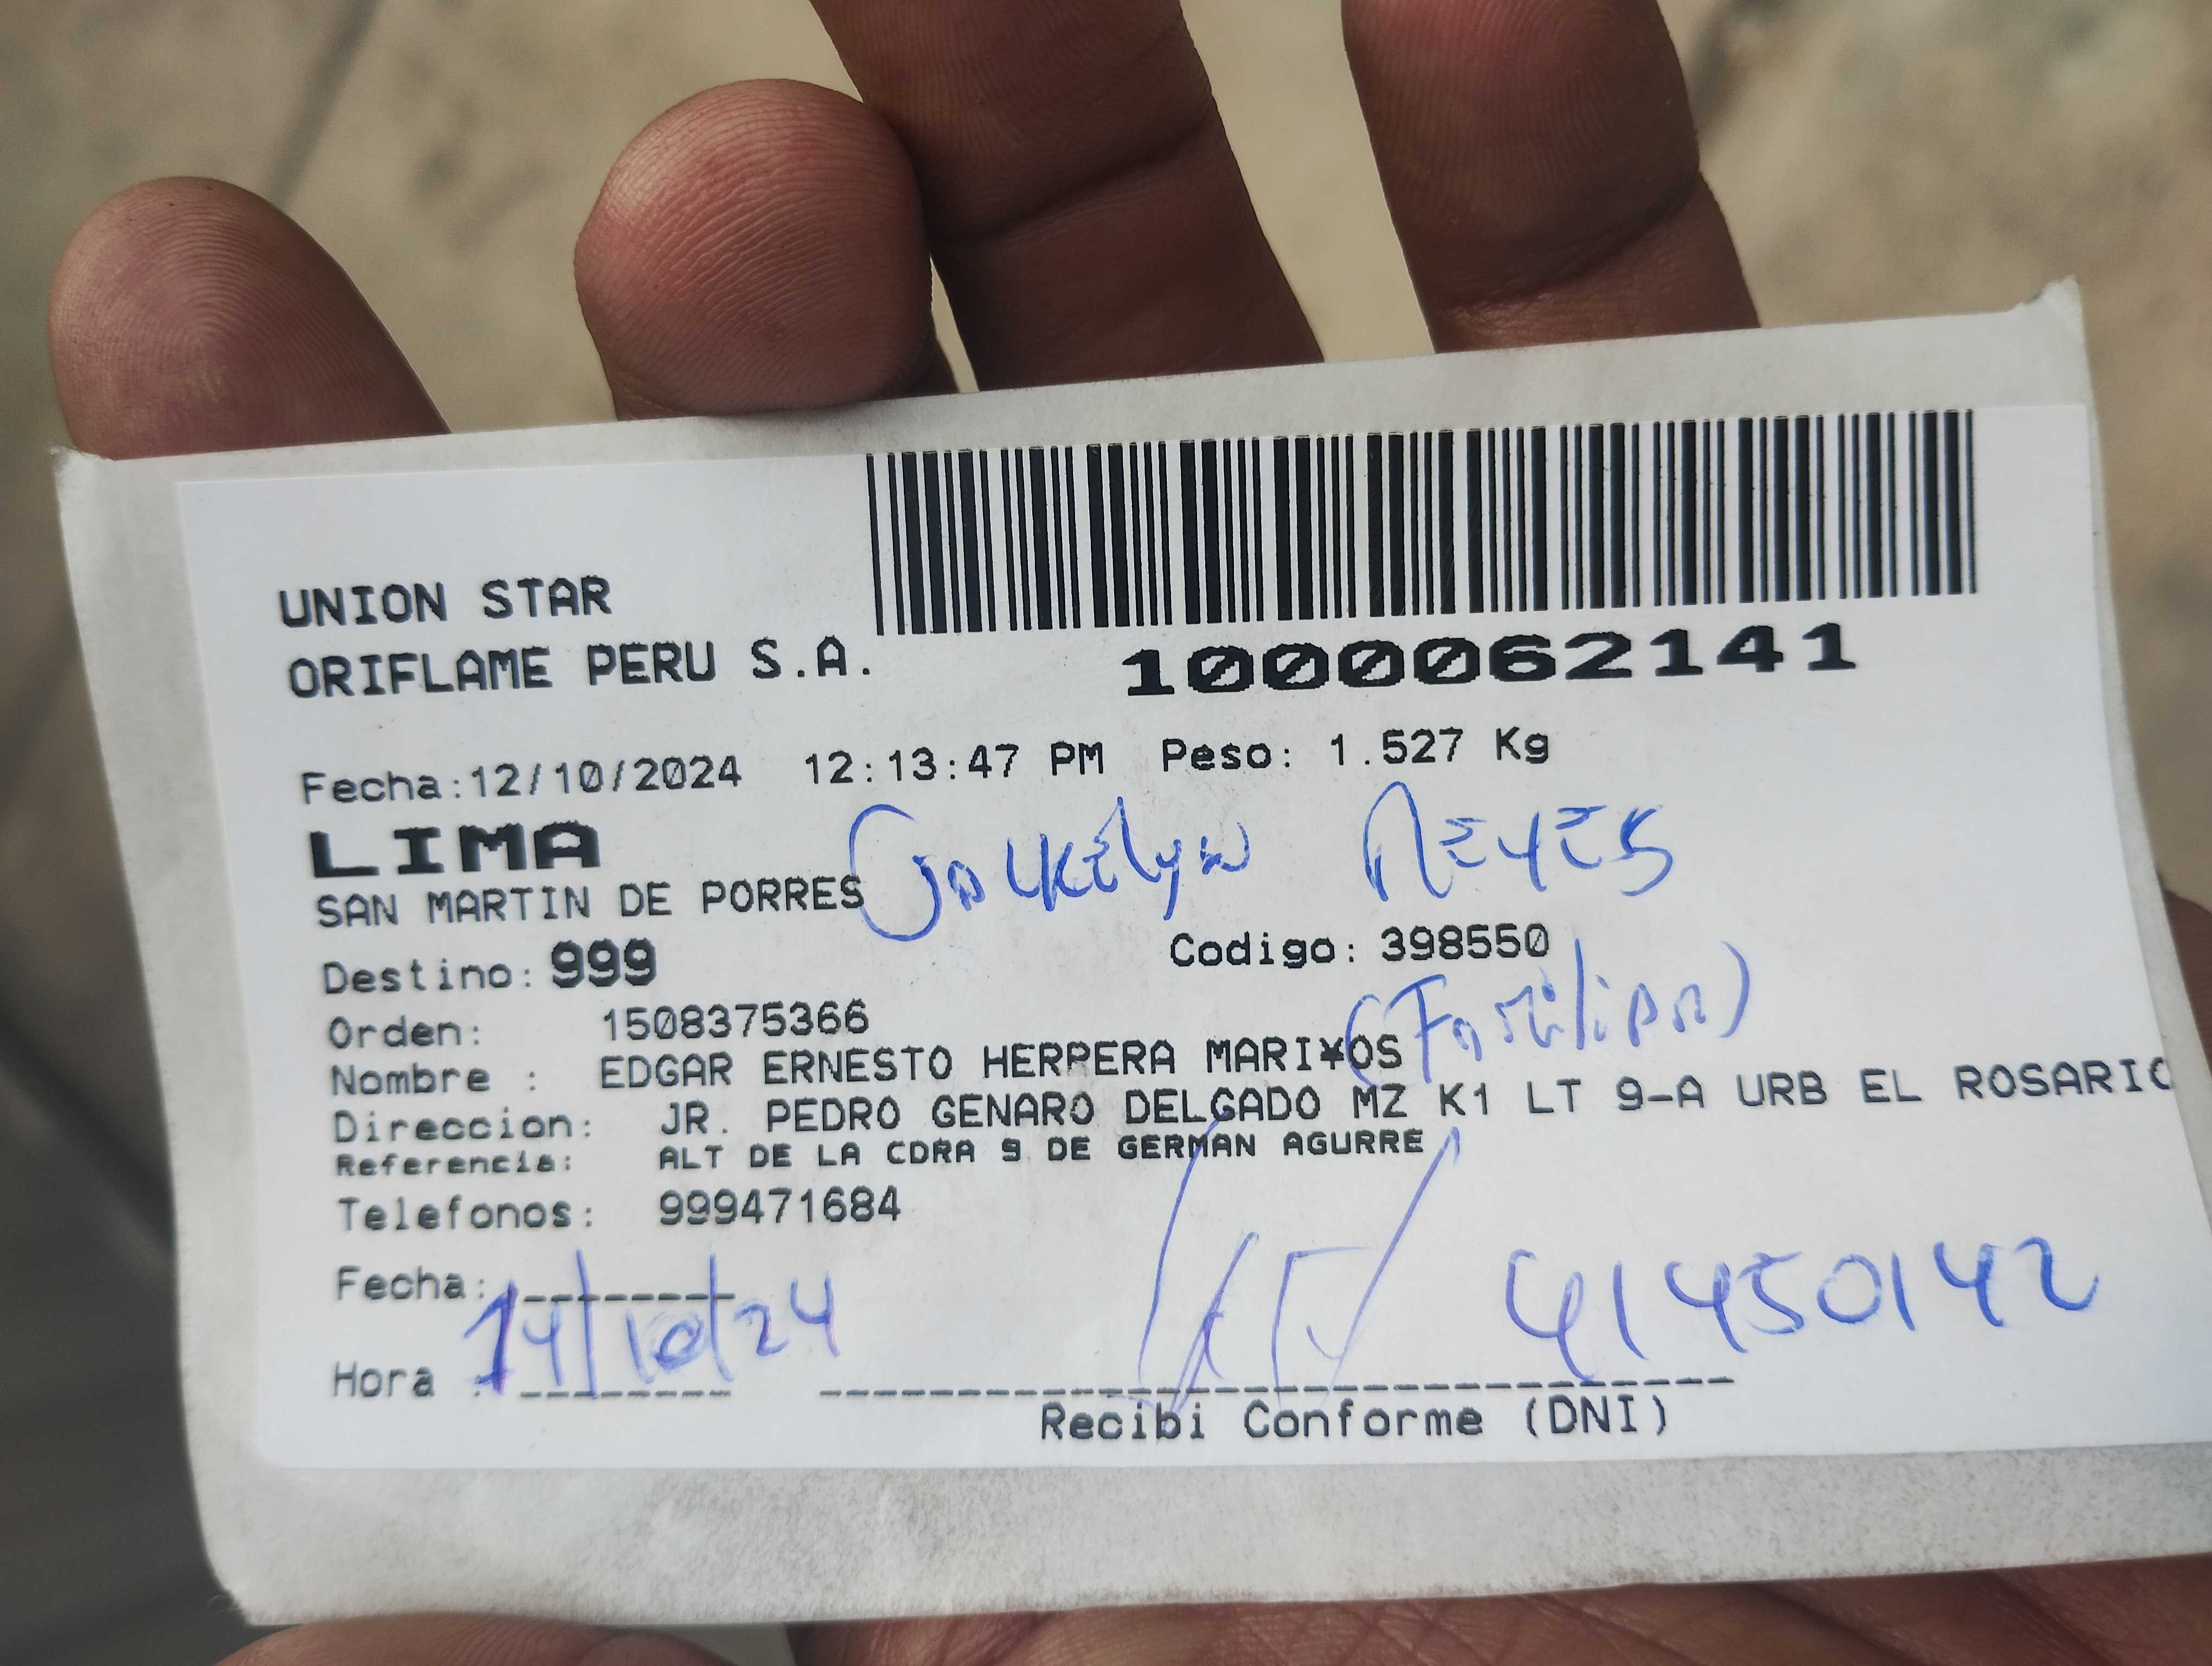 UNION STAR
ORIFLAME PERU S.A.
1000062141
Fecha:12/10/2024 12:13:47 PM Peso: 1.527 Kg
LIMA
SAN MARTIN DE PORRES
REYES
Destino: 999
Codigo: 398550
Orden: 1508375366
Nombre : EDGAR ERNESTO HERRERA MARI¥OS
Direccion: JR. PEDRO GENARO DELGADO MZ K1 LT 9-A URB EL ROSARIO
Referencia: ALT DE LA CDRA 9 DE GERMAN AGURRE
Telefonos: 999471684
Fecha: 14/10/24
41450142
Hora :
Recibi Conforme (DNI)